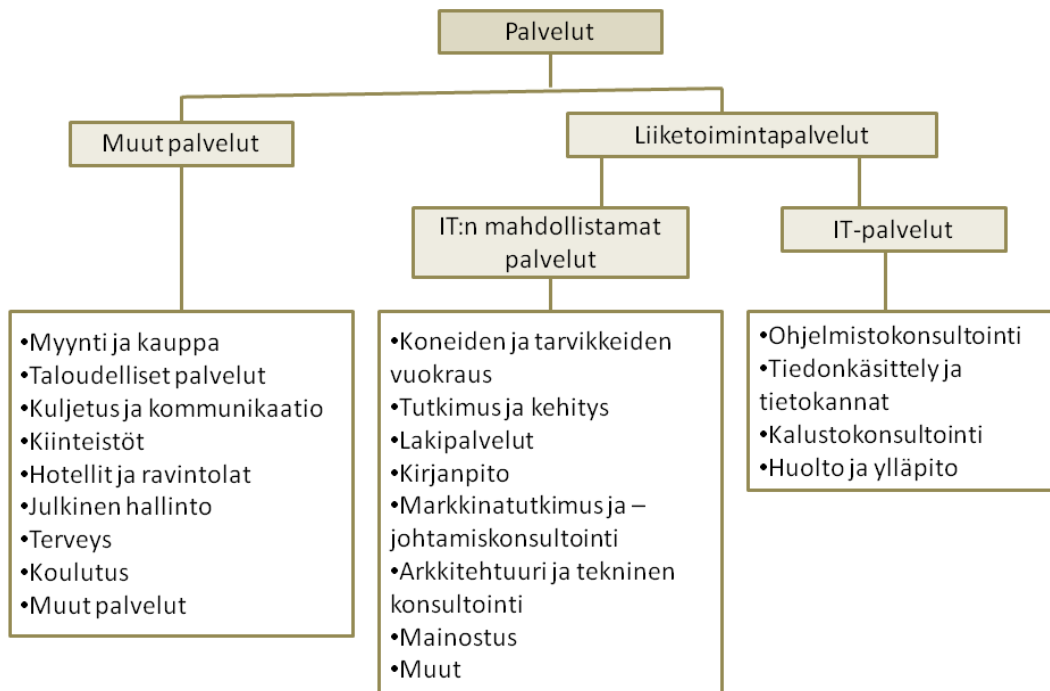 Palvelut
Muut palvelut
Liiketoimintapalvelut
IT:n mahdollistamat
palvelut
IT-palvelut
•Myynti ja kauppa
•Taloudelliset palvelut
•Kuljetus ja kommunikaatio
•Kiinteistöt
•Hotellit ja ravintolat
•Julkinen hallinto
•Terveys
•Koulutus
•Muut palvelut
•Koneiden ja tarvikkeiden
vuokraus
•Tutkimus ja kehitys
•Lakipalvelut
•Kirjanpito
•Markkinatutkimus ja –
johtamiskonsultointi
•Arkkitehtuuri ja tekninen
konsultointi
•Mainostus
•Muut
•Ohjelmistokonsultointi
•Tiedonkäsittely ja
tietokannat
•Kalustokonsultointi
•Huolto ja ylläpito